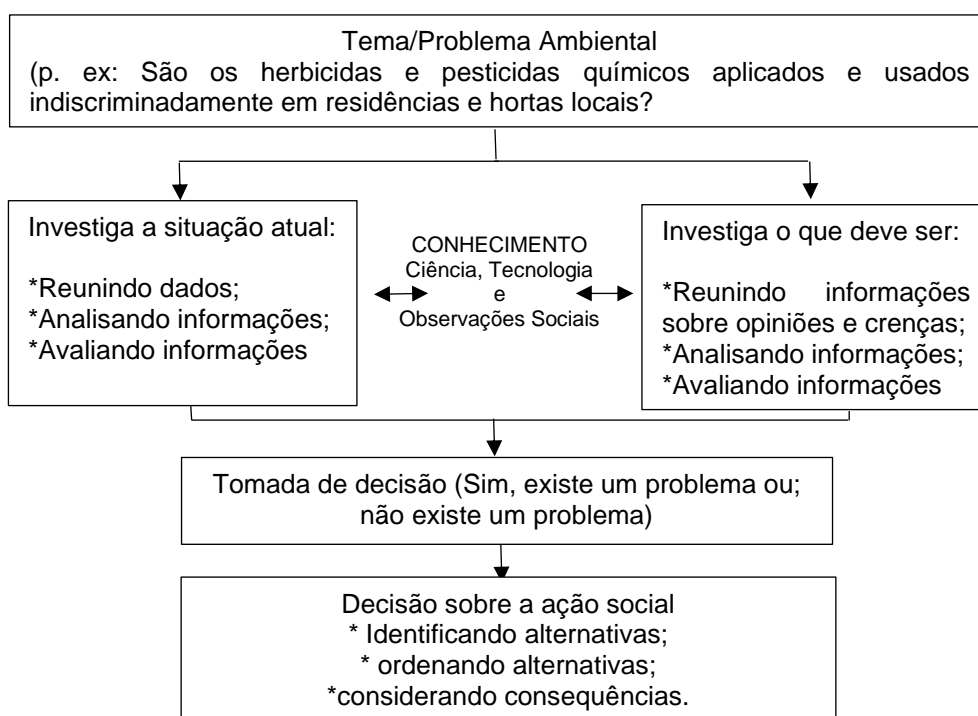 Tema/Problema Ambiental
(p. ex: São os herbicidas e pesticidas químicos aplicados e usados
indiscriminadamente em residências e hortas locais?
Investiga a situação atual:
*Reunindo dados;
*Analisando informações;
*Avaliando informações
CONHECIMENTO
Ciência, Tecnologia
e
Observações Sociais
Investiga o que deve ser:
*Reunindo informações
sobre opiniões e crenças;
*Analisando informações;
*Avaliando informações
Tomada de decisão (Sim, existe um problema ou;
não existe um problema)
Decisão sobre a ação social
* Identificando alternativas;
* ordenando alternativas;
*considerando consequências.